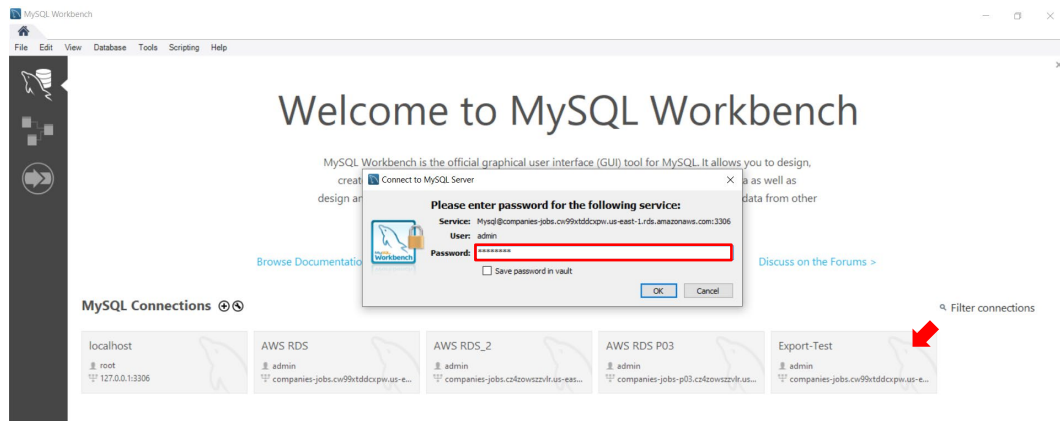 MySQL Workbench
File Edit View Database Tools Scripting Help
Welcome to MySQL Workbench
MySQL Workbench is the official graphical user interface (GUI) tool for MySQL. It allows you to design,
creat
a as well as
design ar
data from other
Connect to MySQL Server
Please enter password for the following service:
Service: Mysql@companies-jobs.cw99xtddcxpw.us-east-1.rds.amazonaws.com:3306
User: admin
Password: ********
Save password in vault
OK Cancel
MySQL
Workbench
Browse Documentatio
Discuss on the Forums >
MySQL Connections
Filter connections
localhost
root
127.0.0.1:3306
AWS RDS
admin
companies-jobs.cw99xtddcxpw.us-e...
AWS RDS_2
admin
companies-jobs.cz4zowszzvlr.us-eas...
AWS RDS P03
admin
companies-jobs-p03.cz4zowszzvlr.us...
Export-Test
admin
companies-jobs.cw99xtddcxpw.us-e...